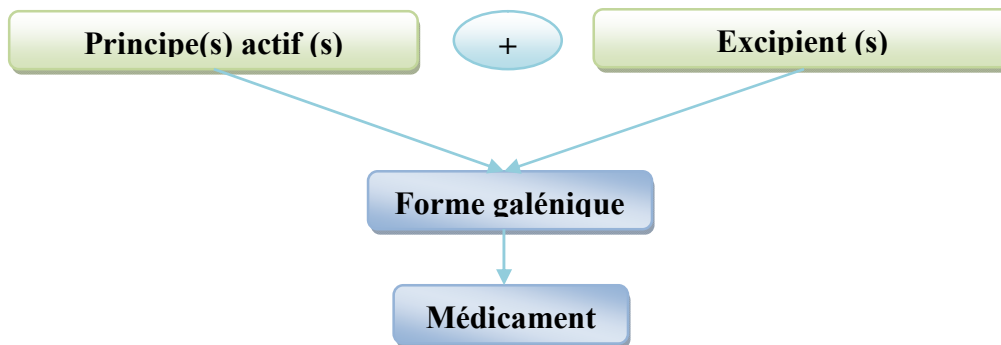 Principe(s) actif (s)
+
Excipient (s)
Forme galénique
Médicament